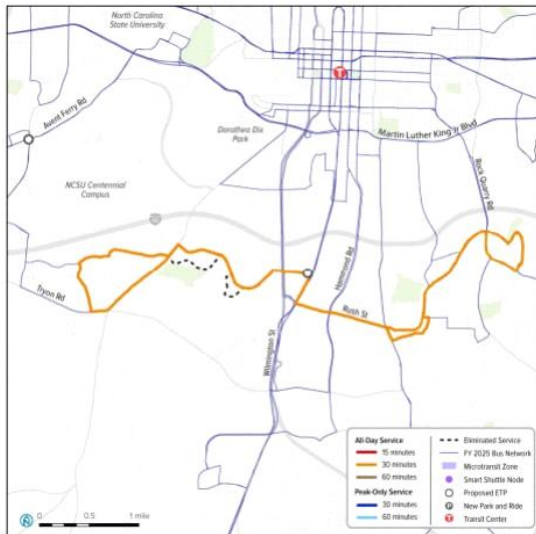 North Carolina
State University
Avent Ferry Rd
T
Martin Luther King Jr Blvd
Dorothea Dix
Park
Rock Quarry Rd
NCSU Centennial
Campus
Hammond Rd
Tryon Rd
Rush St
Wilmington St
All-Day Service
15 minutes
30 minutes
60 minutes
Peak-Only Service
30 minutes
60 minutes
Eliminated Service
FY 2025 Bus Network
Microtransit Zone
Smart Shuttle Node
Proposed ETP
P New Park and Ride
T Transit Center
N 0 0.5 1 mile